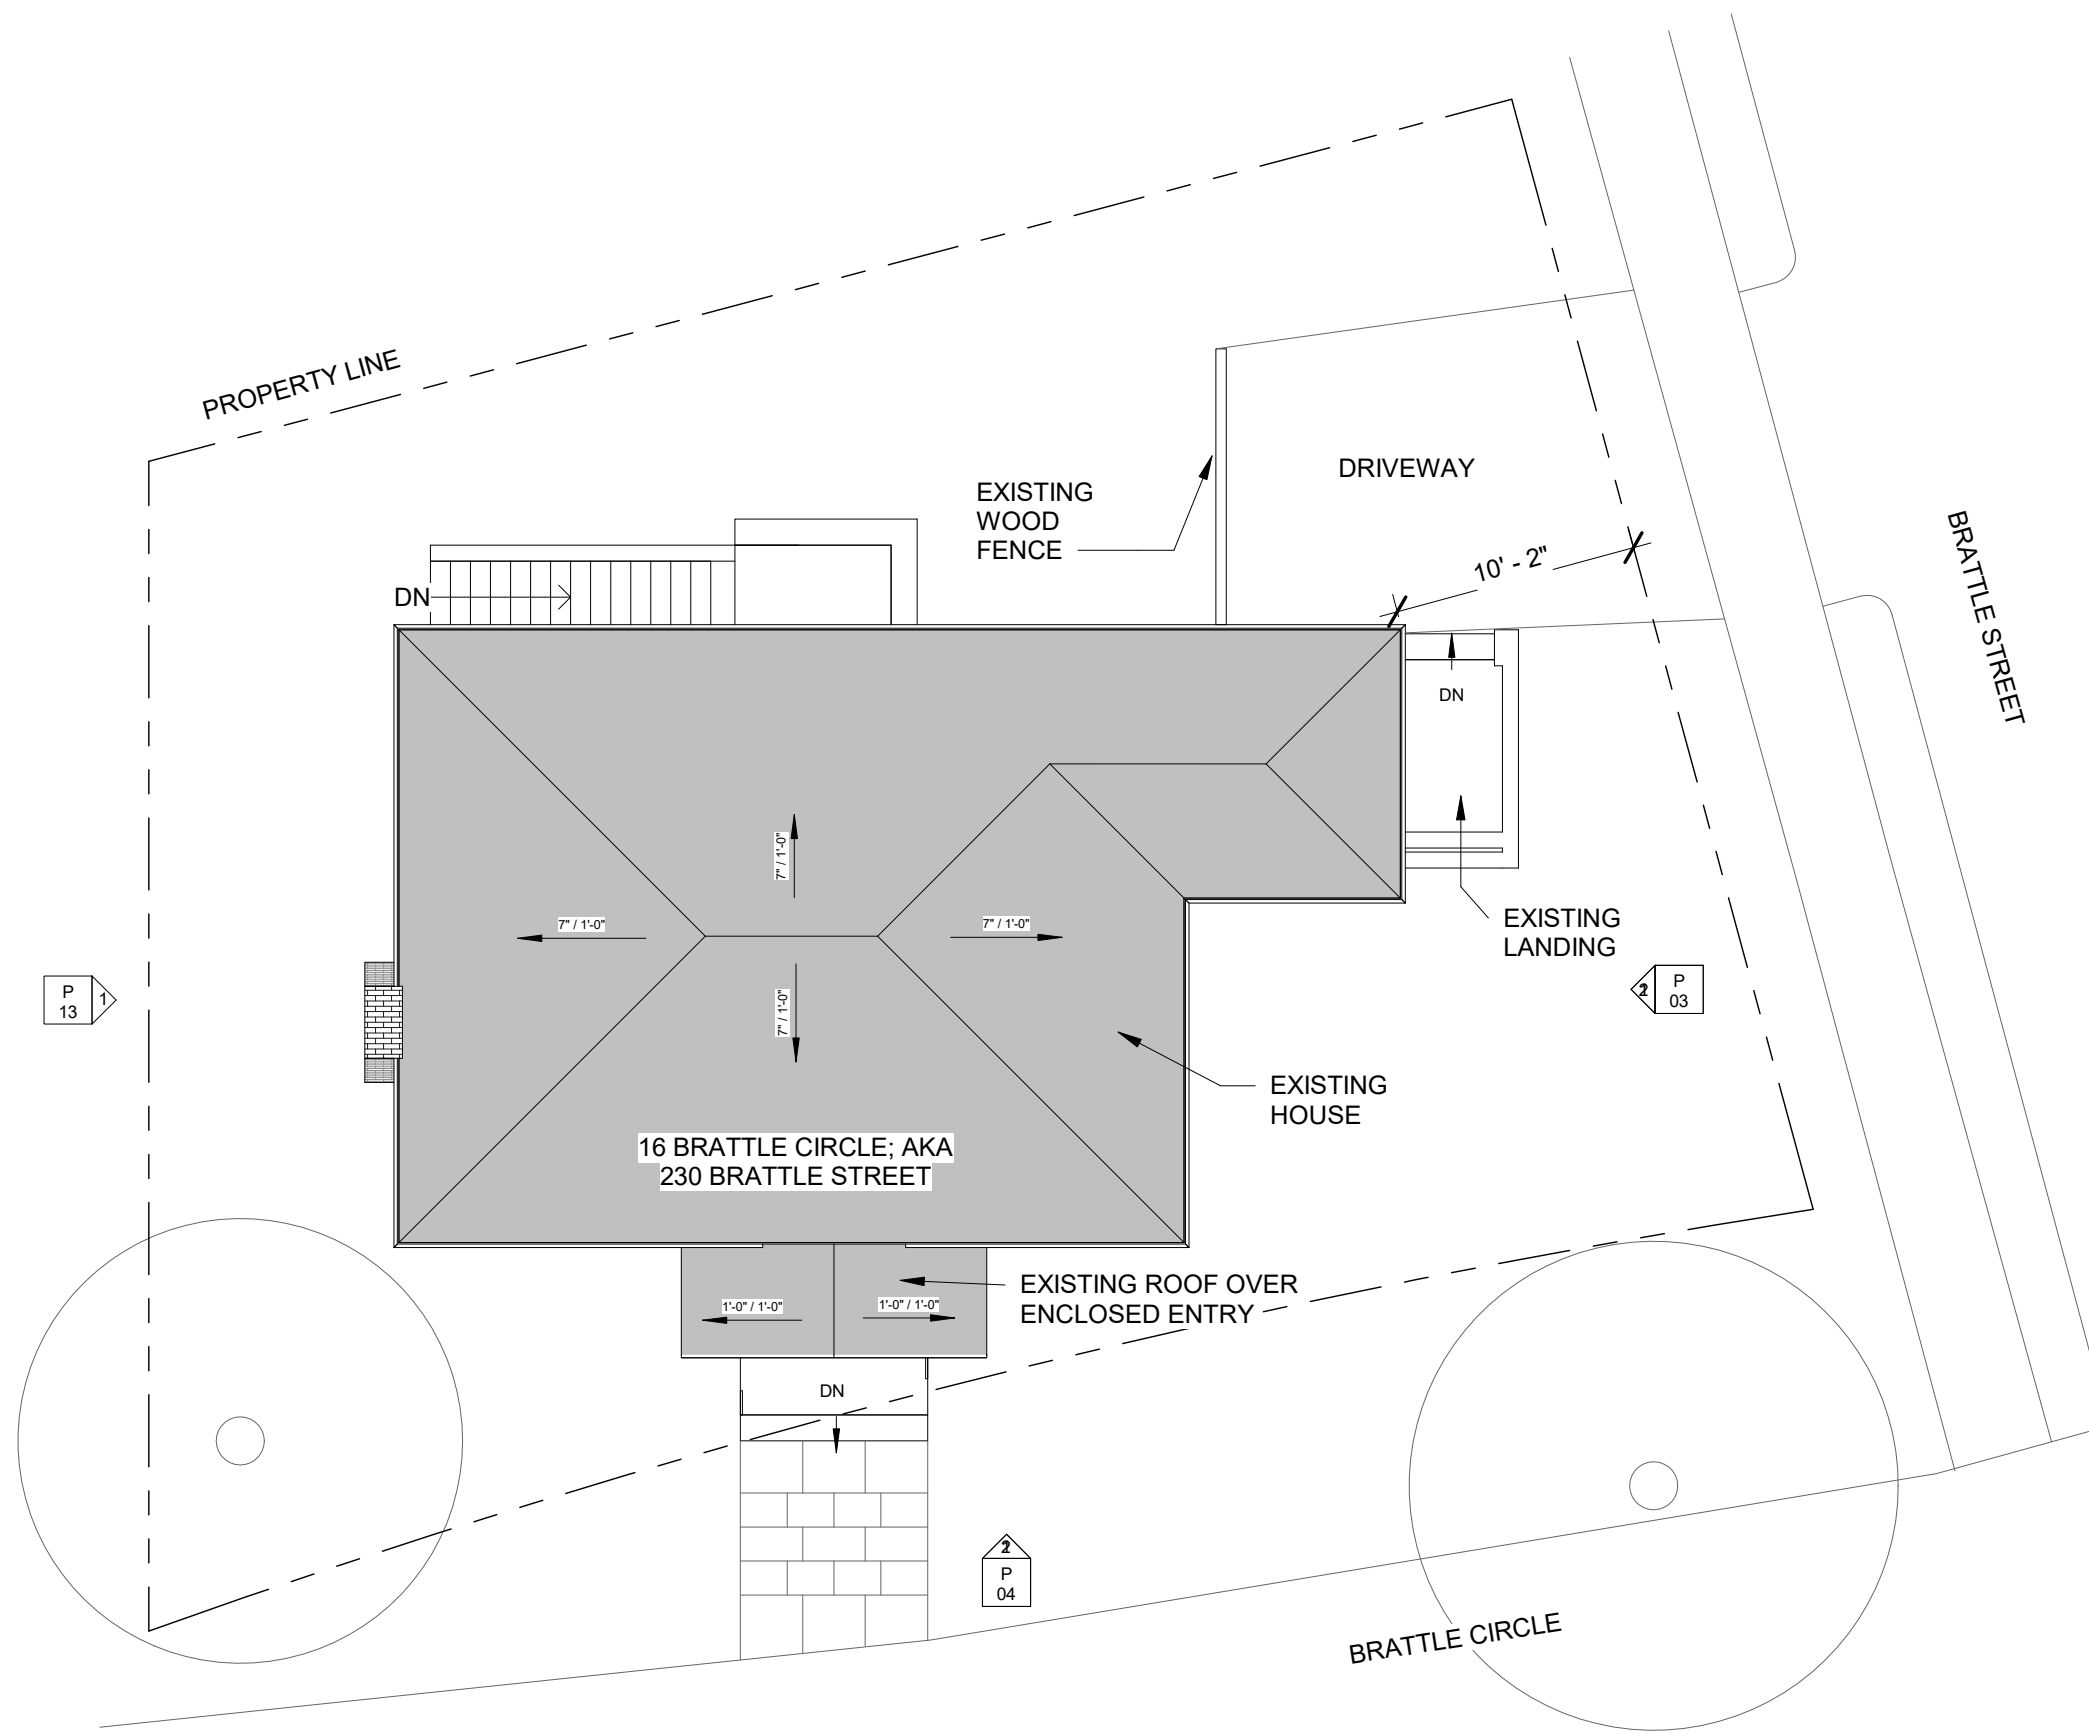 PROPERTY LINE
DRIVEWAY
EXISTING
WOOD
FENCE
10' - 2"
BRATTLE STREET
DN
DN
7" / 1'-0"
7" / 1'-0"
7" / 1'-0"
7" / 1'-0"
EXISTING
LANDING
P
13
1
P
03
EXISTING
HOUSE
16 BRATTLE CIRCLE; AKA
230 BRATTLE STREET
EXISTING ROOF OVER
ENCLOSED ENTRY
1'-0" / 1'-0"
1'-0" / 1'-0"
DN
P
04
BRATTLE CIRCLE